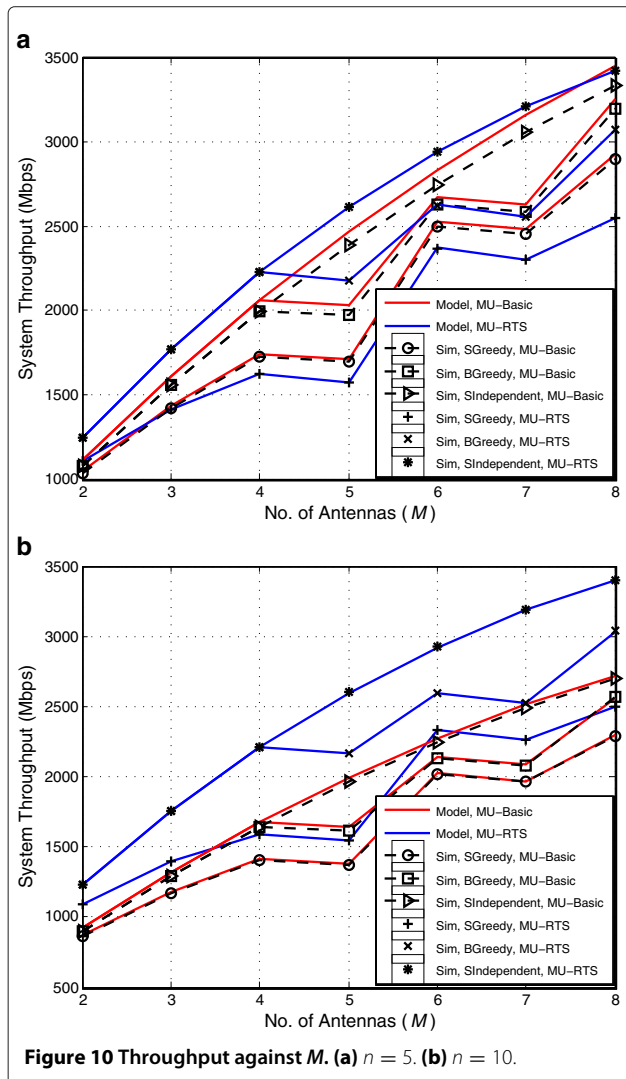 a
3500
3000
2500
2000
1500
1000
System Throughput (Mbps)
Model, MU-Basic
Model, MU-RTS
Sim, SGreedy, MU-Basic
Sim, BGreedy, MU-Basic
Sim, SIndependent, MU-Basic
Sim, SGreedy, MU-RTS
Sim, BGreedy, MU-RTS
Sim, SIndependent, MU-RTS
2 3 4 5 6 7 8
No. of Antennas (M)
b
3500
3000
2500
2000
1500
1000
500
System Throughput (Mbps)
Model, MU-Basic
Model, MU-RTS
Sim, SGreedy, MU-Basic
Sim, BGreedy, MU-Basic
Sim, SIndependent, MU-Basic
Sim, SGreedy, MU-RTS
Sim, BGreedy, MU-RTS
Sim, SIndependent, MU-RTS
2 3 4 5 6 7 8
No. of Antennas (M)
Figure 10 Throughput against M. (a) n = 5. (b) n = 10.